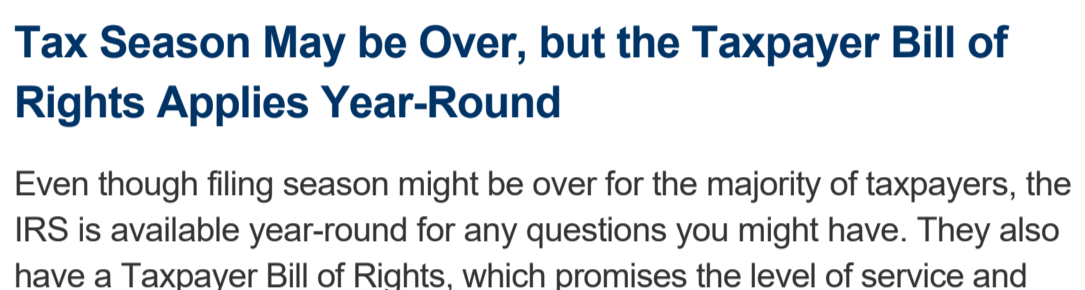 Tax Season May be Over, but the Taxpayer Bill of
Rights Applies Year-Round
Even though filing season might be over for the majority of taxpayers, the
IRS is available year-round for any questions you might have. They also
have a Taxpayer Bill of Rights, which promises the level of service and